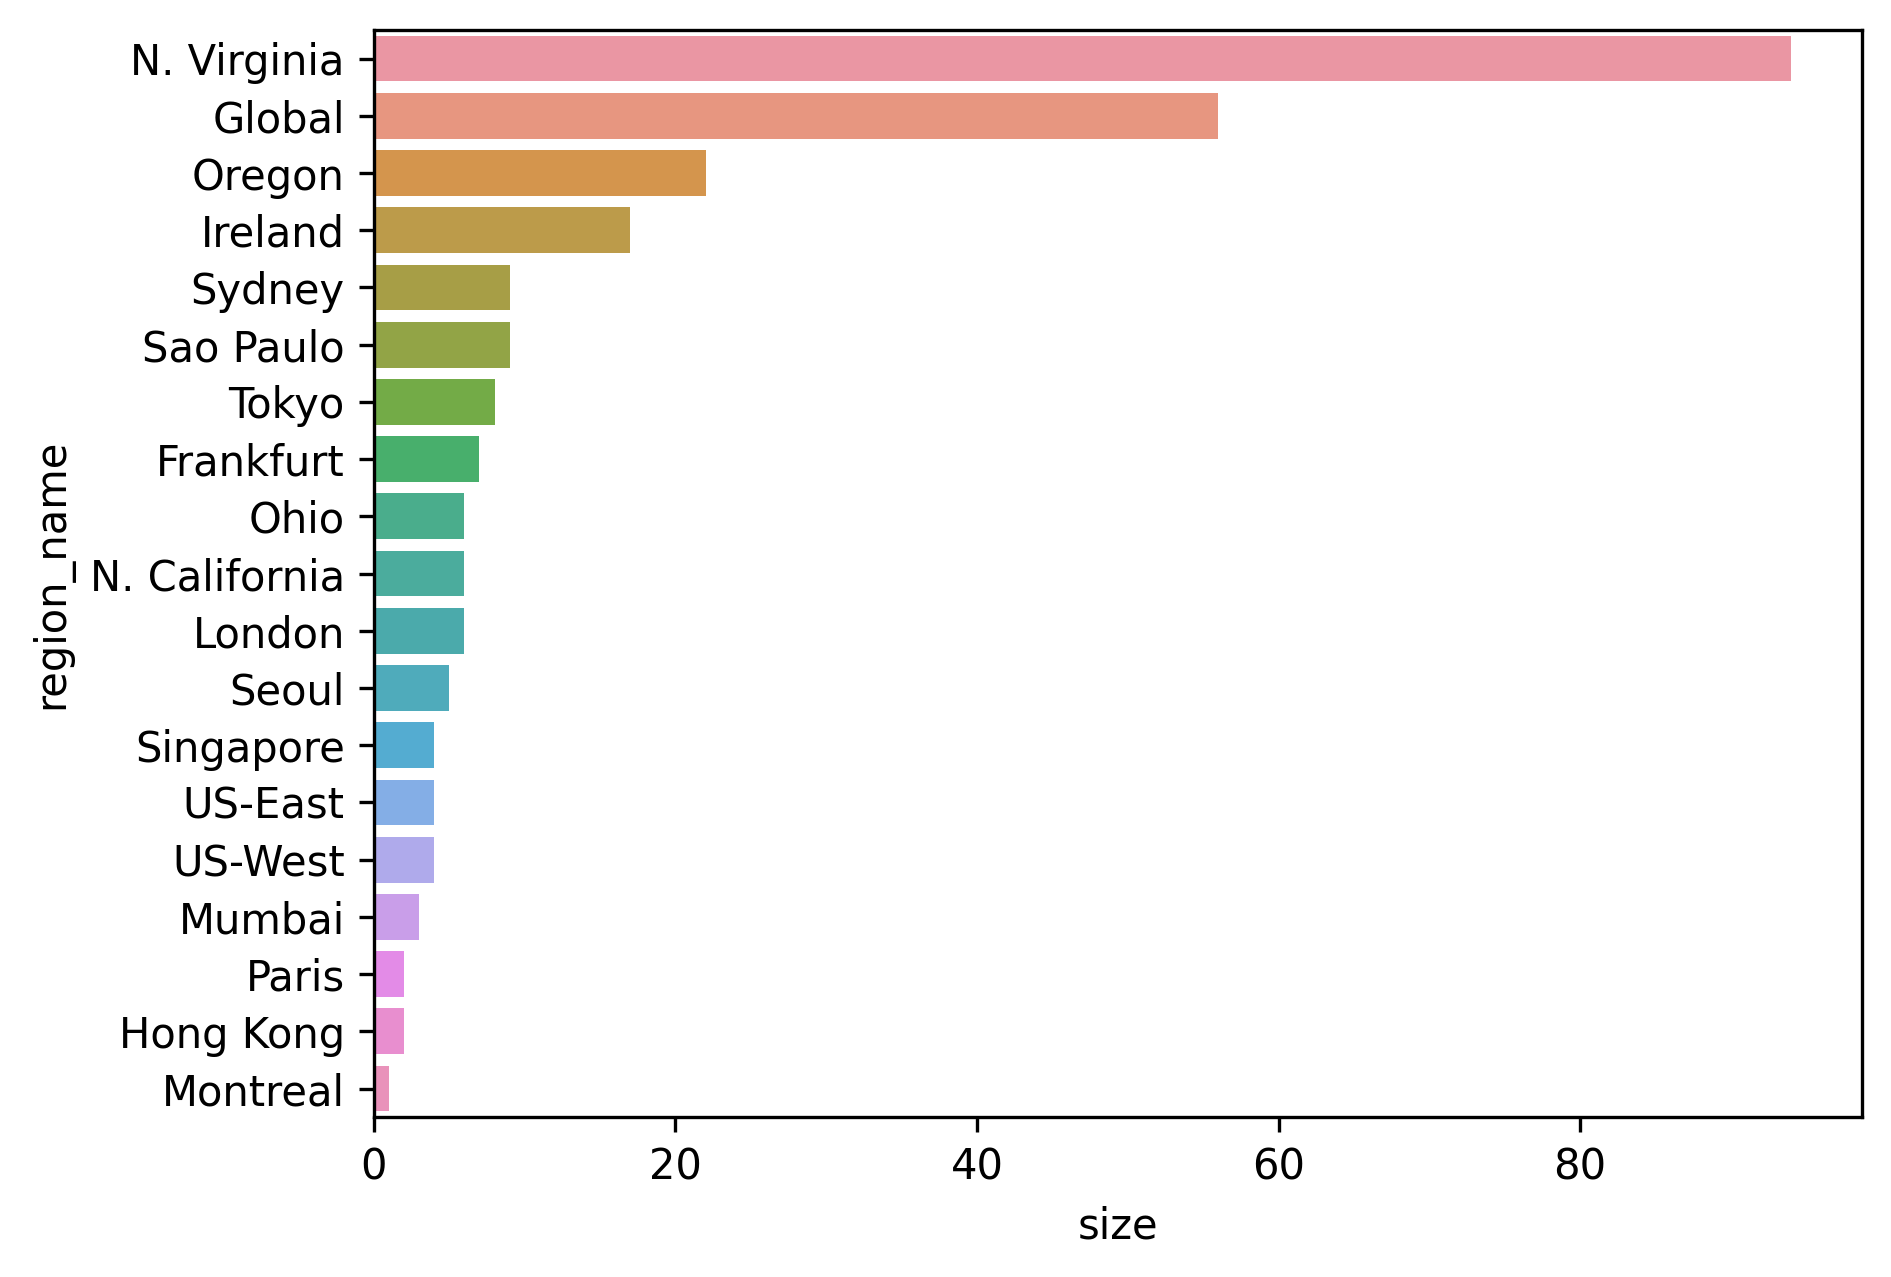 N. Virginia
Global
Oregon
Ireland
Sydney
Sao Paulo
Tokyo
Frankfurt
Ohio
N. California
London
Seoul
Singapore
US-East
US-West
Mumbai
Paris
Hong Kong
Montreal
region_name
0 20 40 60 80
size